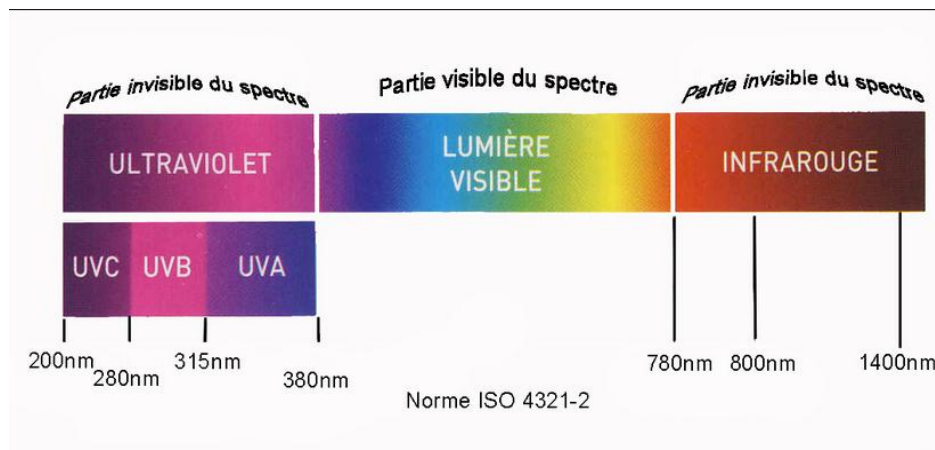 Partie invisible du spectre
Partie visible du spectre
Partie invisible du spectre
ULTRAVIOLET
LUMIÈRE
VISIBLE
INFRAROUGE
UVC
UVB
UVA
200nm
280nm
315nm
380nm
780nm
800nm
1400nm
Norme ISO 4321-2